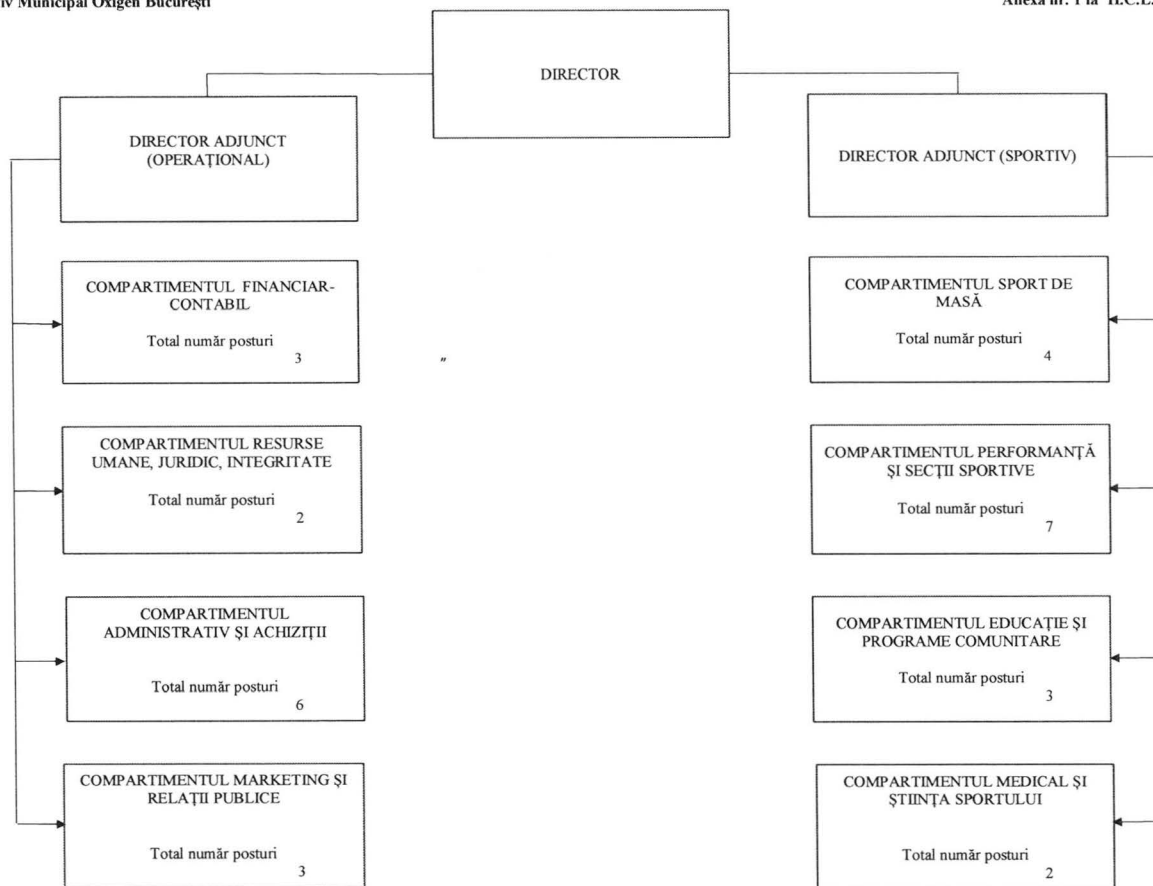 Municipal Oxigen București
Anexa nr. 1 la H.C.L.
DIRECTOR
DIRECTOR ADJUNCT
(OPERAȚIONAL)
DIRECTOR ADJUNCT (SPORTIV)
COMPARTIMENTUL FINANCIAR-
CONTABIL
Total număr posturi
3
COMPARTIMENTUL SPORT DE
MASĂ
Total număr posturi
4
"
COMPARTIMENTUL RESURSE
UMANE, JURIDIC, INTEGRITATE
Total număr posturi
2
COMPARTIMENTUL PERFORMANȚĂ
ȘI SECȚII SPORTIVE
Total număr posturi
7
COMPARTIMENTUL
ADMINISTRATIV ȘI ACHIZIȚII
Total număr posturi
6
COMPARTIMENTUL EDUCAȚIE ȘI
PROGRAME COMUNITARE
Total număr posturi
3
COMPARTIMENTUL MARKETING ȘI
RELAȚII PUBLICE
Total număr posturi
3
COMPARTIMENTUL MEDICAL ȘI
ȘTIINȚA SPORTULUI
Total număr posturi
2